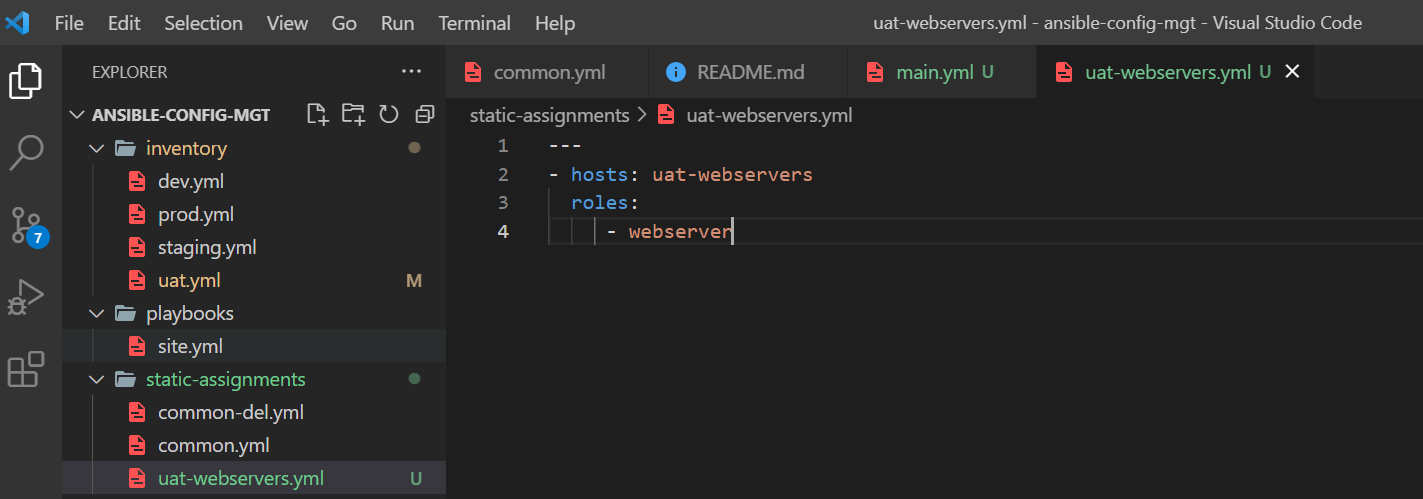 File Edit Selection View Go Run Terminal Help uat-webservers.yml - ansible-config-mgt - Visual Studio Code
EXPLORER ...
common.yml README.md main.yml U uat-webservers.yml U
ANSIBLE-CONFIG-MGT
inventory
dev.yml
prod.yml
staging.yml
uat.yml M
playbooks
site.yml
static-assignments
common-del.yml
common.yml
uat-webservers.yml U
7
static-assignments > uat-webservers.yml
1 ---
2 - hosts: uat-webservers
3   roles:
4     - webserver